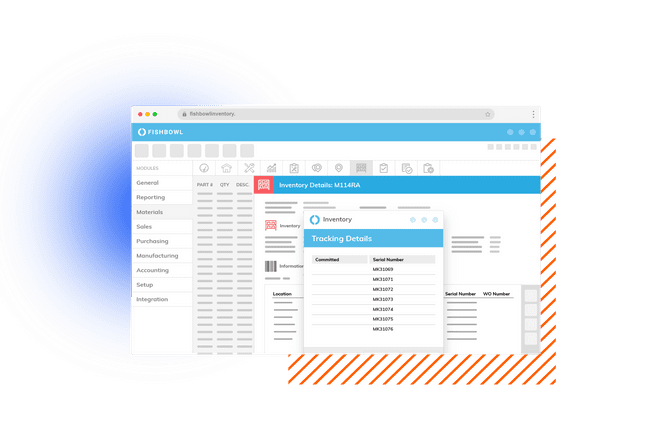 fishbowlinventory.
FISHBOWL
MODULES
General
Reporting
Materials
Sales
Purchasing
Manufacturing
Accounting
Setup
Integration
PART # QTY DESC.
Inventory Details: M114RA
Inventory
Information
Location
Serial Number WO Number
Inventory
Tracking Details
Committed Serial Number
MK31069
MK31071
MK31072
MK31073
MK31074
MK31075
MK31076